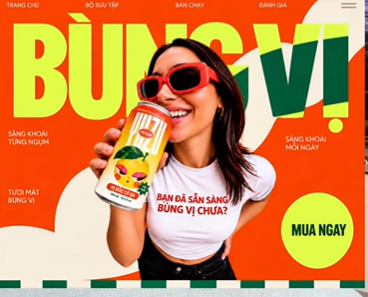 TRANG CHỦ
BỘ SƯU TẬP
BÁN CHẠY
ĐÁNH GIÁ
BÙNG VỊ
SẢNG KHOÁI
TỪNG NGỤM
SẢNG KHOÁI
MỖI NGÀY
YUZU
TƯƠI MÁT
BÙNG VỊ
BẠN ĐÃ SẴN SÀNG
BÙNG VỊ CHƯA?
MUA NGAY